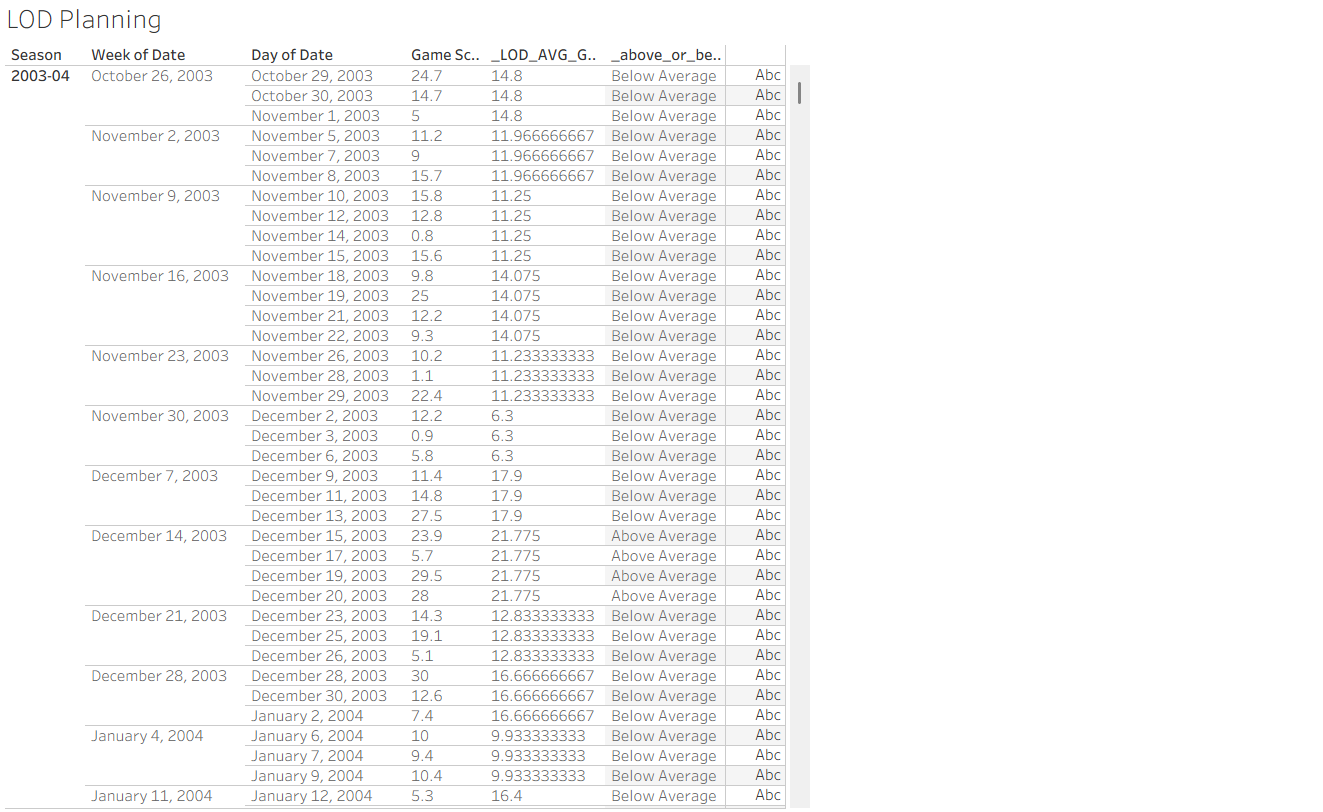 LOD Planning
Season Week of Date Day of Date Game Sc.. _LOD_AVG_G.. _above_or_be..
2003-04 October 26, 2003 October 29, 2003 24.7 14.8 Below Average Abc
October 30, 2003 14.7 14.8 Below Average Abc
November 1, 2003 5 14.8 Below Average Abc
November 2, 2003 November 5, 2003 11.2 11.966666667 Below Average Abc
November 7, 2003 9 11.966666667 Below Average Abc
November 8, 2003 15.7 11.966666667 Below Average Abc
November 9, 2003 November 10, 2003 15.8 11.25 Below Average Abc
November 12, 2003 12.8 11.25 Below Average Abc
November 14, 2003 0.8 11.25 Below Average Abc
November 15, 2003 15.6 11.25 Below Average Abc
November 16, 2003 November 18, 2003 9.8 14.075 Below Average Abc
November 19, 2003 25 14.075 Below Average Abc
November 21, 2003 12.2 14.075 Below Average Abc
November 22, 2003 9.3 14.075 Below Average Abc
November 23, 2003 November 26, 2003 10.2 11.233333333 Below Average Abc
November 28, 2003 1.1 11.233333333 Below Average Abc
November 29, 2003 22.4 11.233333333 Below Average Abc
November 30, 2003 December 2, 2003 12.2 6.3 Below Average Abc
December 3, 2003 0.9 6.3 Below Average Abc
December 6, 2003 5.8 6.3 Below Average Abc
December 7, 2003 December 9, 2003 11.4 17.9 Below Average Abc
December 11, 2003 14.8 17.9 Below Average Abc
December 13, 2003 27.5 17.9 Below Average Abc
December 14, 2003 December 15, 2003 23.9 21.775 Above Average Abc
December 17, 2003 5.7 21.775 Above Average Abc
December 19, 2003 29.5 21.775 Above Average Abc
December 20, 2003 28 21.775 Above Average Abc
December 21, 2003 December 23, 2003 14.3 12.833333333 Below Average Abc
December 25, 2003 19.1 12.833333333 Below Average Abc
December 26, 2003 5.1 12.833333333 Below Average Abc
December 28, 2003 December 28, 2003 30 16.666666667 Below Average Abc
December 30, 2003 12.6 16.666666667 Below Average Abc
January 2, 2004 7.4 16.666666667 Below Average Abc
January 4, 2004 January 6, 2004 10 9.933333333 Below Average Abc
January 7, 2004 9.4 9.933333333 Below Average Abc
January 9, 2004 10.4 9.933333333 Below Average Abc
January 11, 2004 January 12, 2004 5.3 16.4 Below Average Abc